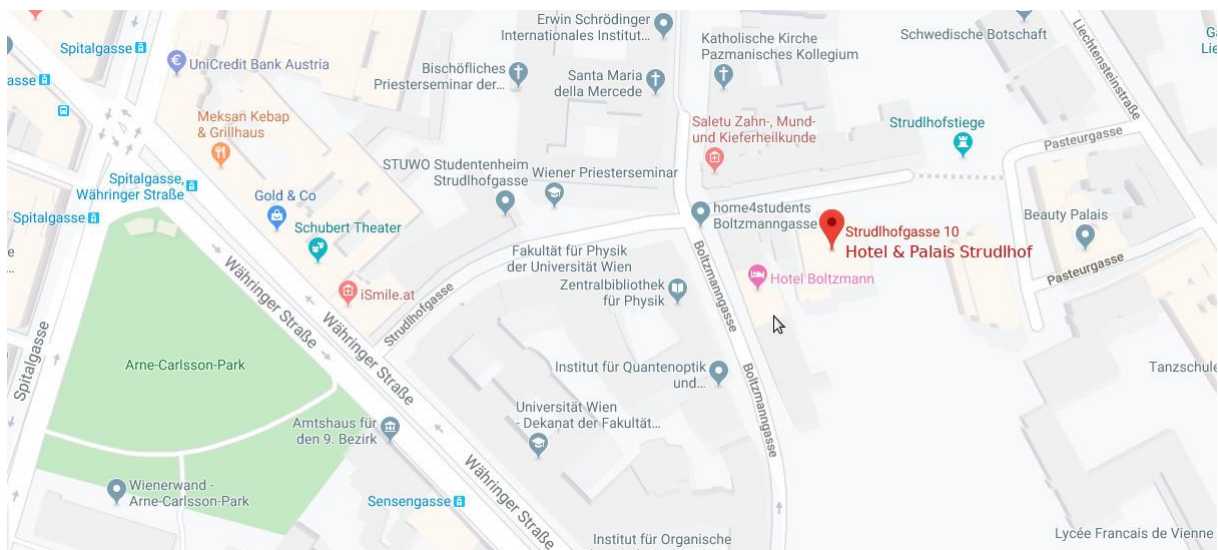 Erwin Schrödinger
Internationales Institut...
Katholische Kirche
Pazmanisches Kollegium
Schwedische Botschaft
Liechtensteinstraße
Spitalgasse
UniCredit Bank Austria
Bischöfliches
Priesterseminar der...
Santa Maria
della Mercede
Meksan Kebap
& Grillhaus
Saletu Zahn-, Mund-
und Kieferheilkunde
Strudlhofstiege
Pasteurgasse
STUWO Studentenheim
Strudlhofgasse
Wiener Priesterseminar
Spitalgasse,
Währinger Straße
Gold & Co
Spitalgasse
home4students
Boltzmanngasse
Beauty Palais
Schubert Theater
Strudlhofgasse 10
Hotel & Palais Strudlhof
Fakultät für Physik
der Universität Wien
Zentralbibliothek
für Physik
Hotel Boltzmann
Pasteurgasse
iSmile.at
Strudlhofgasse
Boltzmanngasse
Währinger Straße
Währinger Straße
Spitalgasse
Arne-Carlsson-Park
Institut für Quantenoptik
und...
Boltzmanngasse
Tanzschule
Universität Wien
- Dekanat der Fakultät...
Amtshaus für
den 9. Bezirk
Wienerwand -
Arne-Carlsson-Park
Sensengasse
Währinger Straße
Institut für Organische
Lycée Francais de Vienne